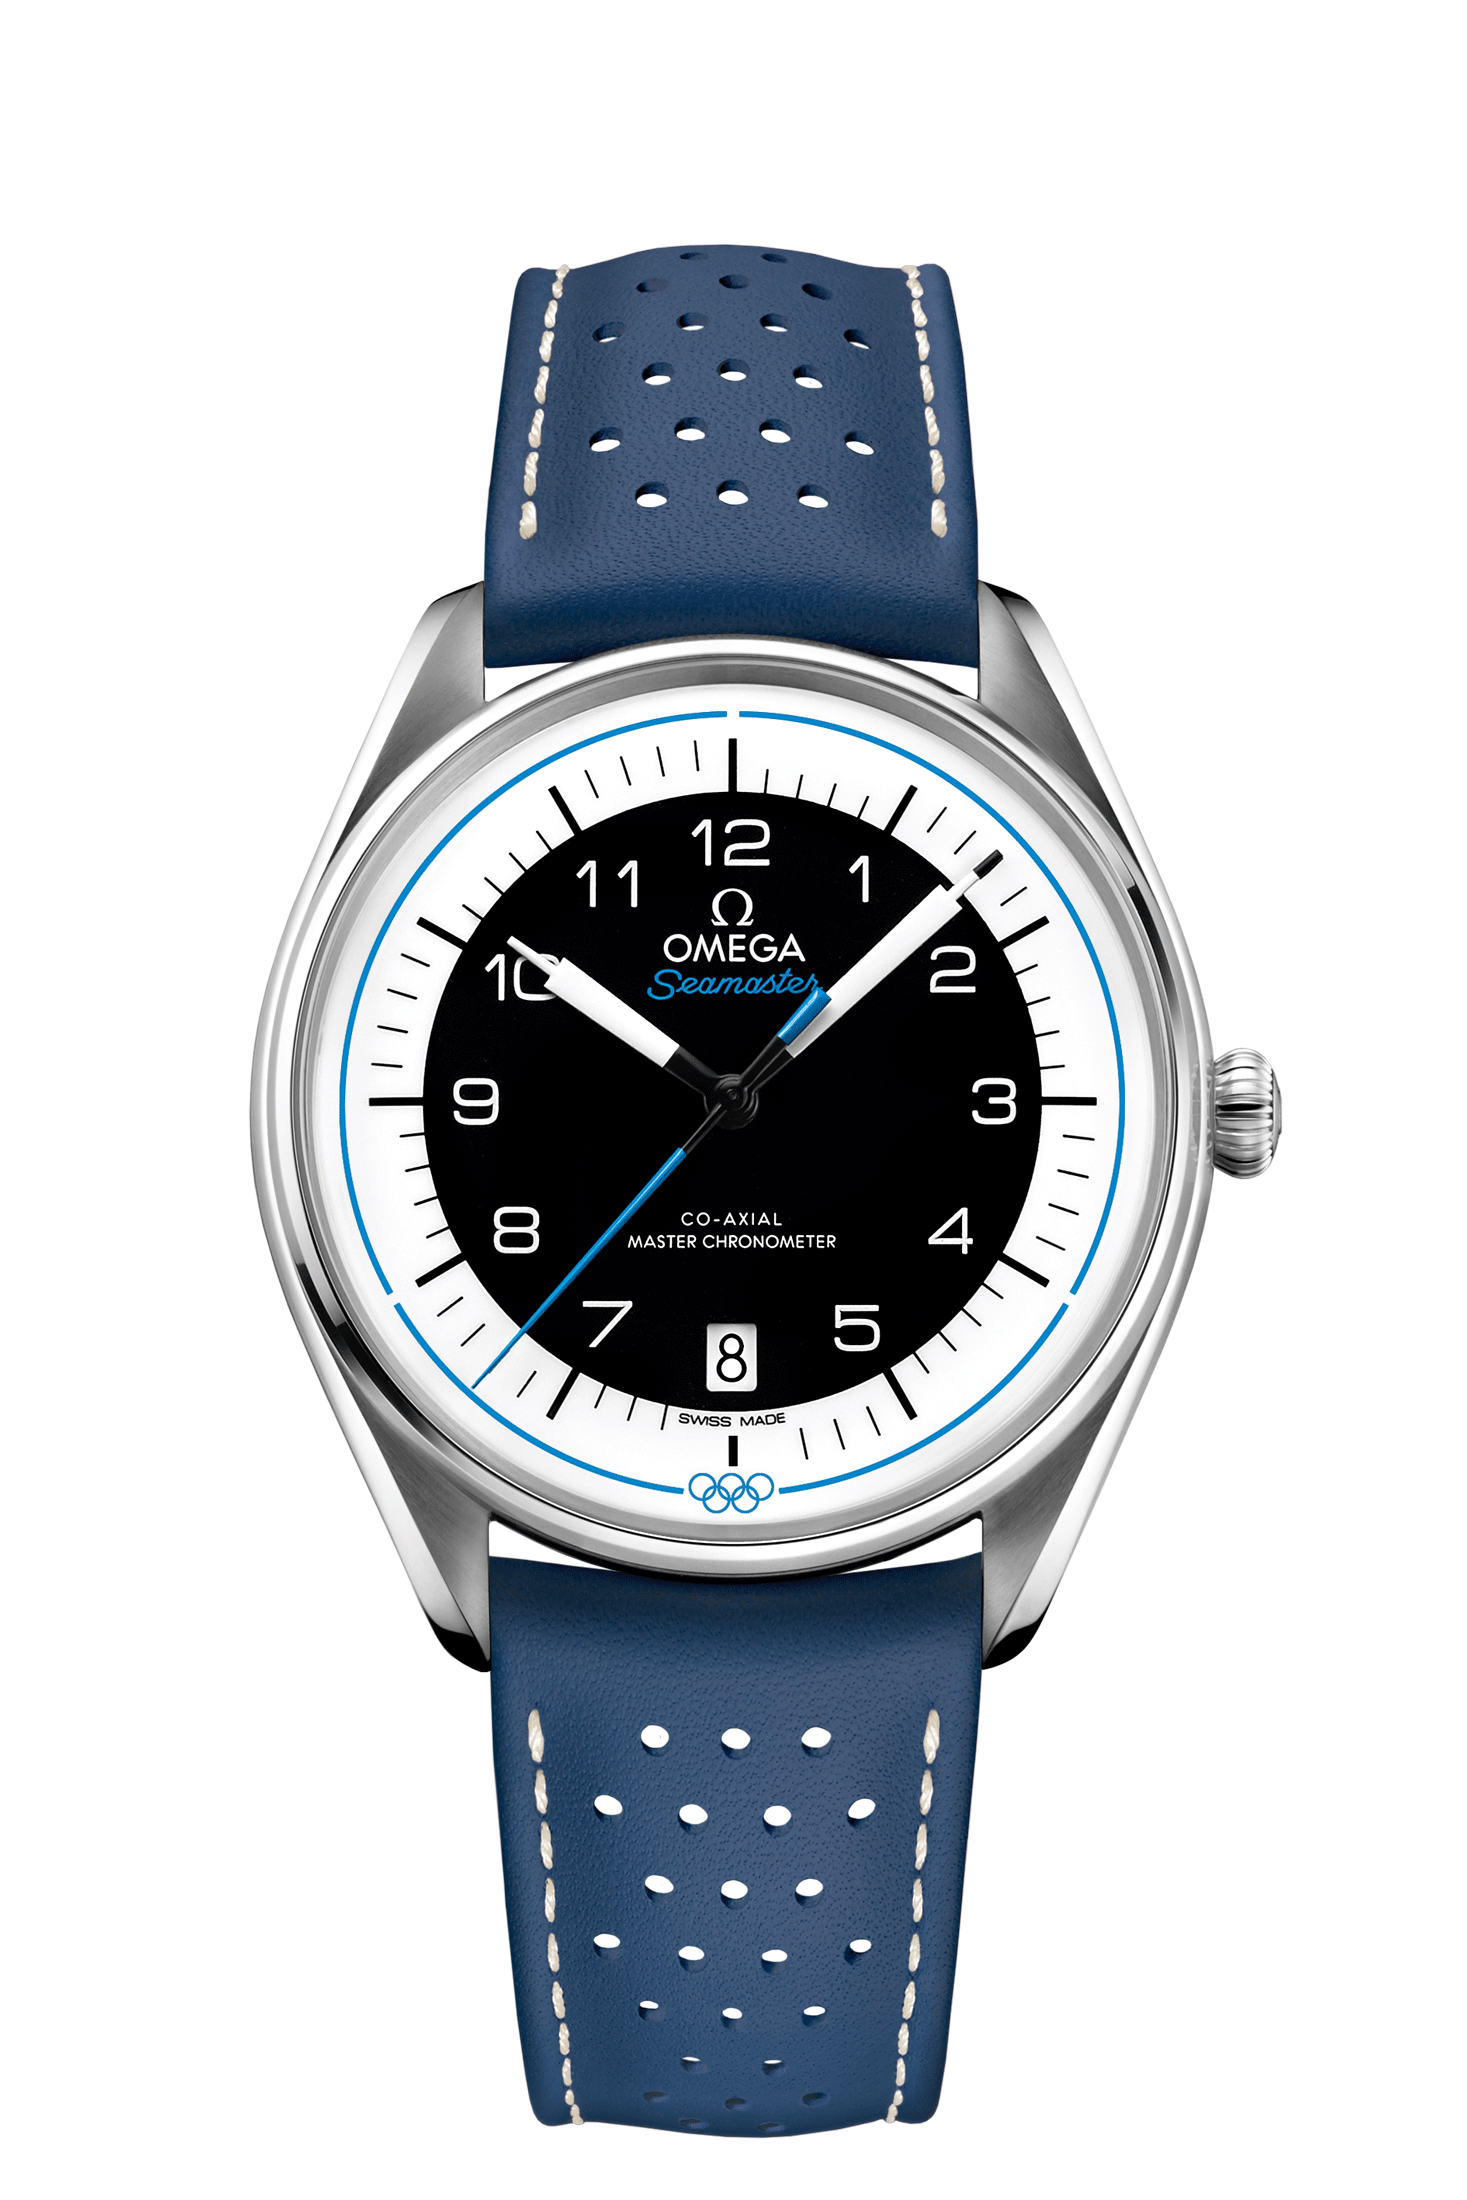 12
11 1
Ω
OMEGA
Seamaster
10 2
9 3
CO-AXIAL
8 4
MASTER CHRONOMETER
7 5
8
SWISS MADE